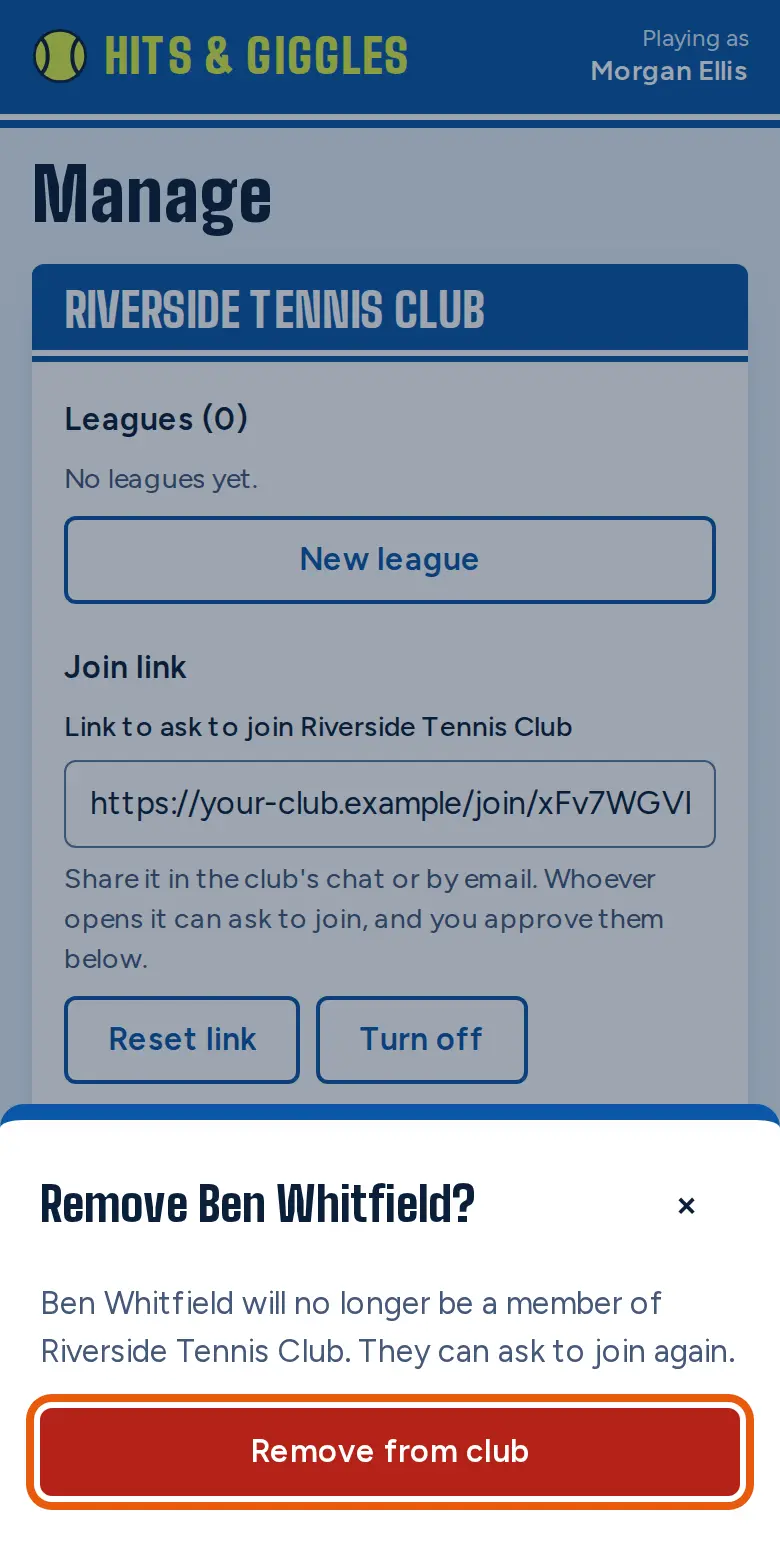 HITS & GIGGLES
Playing as
Morgan Ellis
Manage
RIVERSIDE TENNIS CLUB
Leagues (0)
No leagues yet.
New league
Join link
Link to ask to join Riverside Tennis Club
https://your-club.example/join/xFv7WGVI
Share it in the club's chat or by email. Whoever
opens it can ask to join, and you approve them
below.
Reset link
Turn off
Remove Ben Whitfield?
×
Ben Whitfield will no longer be a member of
Riverside Tennis Club. They can ask to join again.
Remove from club